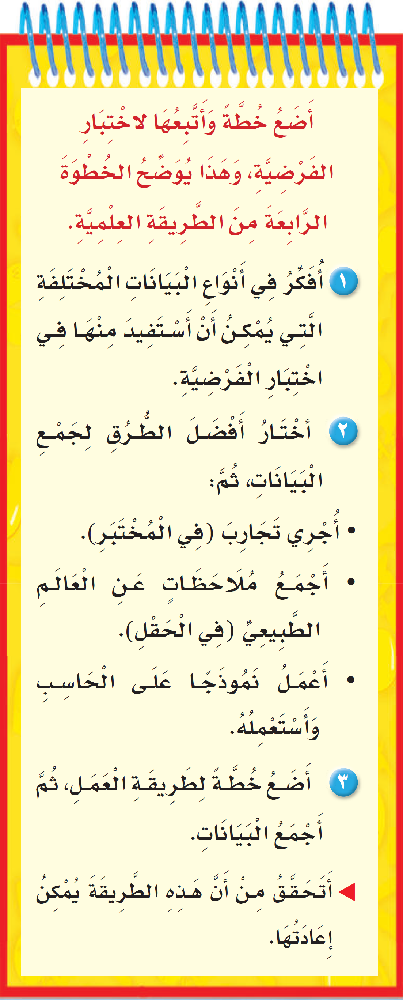 أَضَعُ خُطَّةً وَأَتَّبِعُهَا لاخْتِبَارِ
الفَرْضِيَّةِ، وَهَذَا يُوَضِّحُ الخُطْوَةَ
الرَّابِعَةَ مِنَ الطَّرِيقَةِ العِلْمِيَّةِ.
١ أُفَكِّرُ فِي أَنْوَاعِ الْبَيَانَاتِ الْمُخْتَلِفَةِ
الَّتِي يُمْكِنُ أَنْ أَسْتَفِيدَ مِنْهَا فِي
اخْتِبَارِ الْفَرْضِيَّةِ.
٢ أخْتَارُ أَفْضَلَ الطُّرُقِ لِجَمْعِ
الْبَيَانَاتِ، ثُمَّ:
• أُجْرِي تَجَارِبَ (فِي الْمُخْتَبَرِ).
• أَجْمَعُ مُلَاحَظَاتٍ عَنِ الْعَالَمِ
الطَّبِيعِيِّ (فِي الْحَقْلِ).
• أَعْمَلُ نَمُوذَجًا عَلَى الْحَاسِبِ
وَأَسْتَعْمِلُهُ.
٣ أَضَعُ خُطَّةً لِطَرِيقَةِ الْعَمَلِ، ثُمَّ
أَجْمَعُ الْبَيَانَاتِ.
أَتَحَقَّقُ مِنْ أَنَّ هَذِهِ الطَّرِيقَةَ يُمْكِنُ
إِعَادَتُهَا.